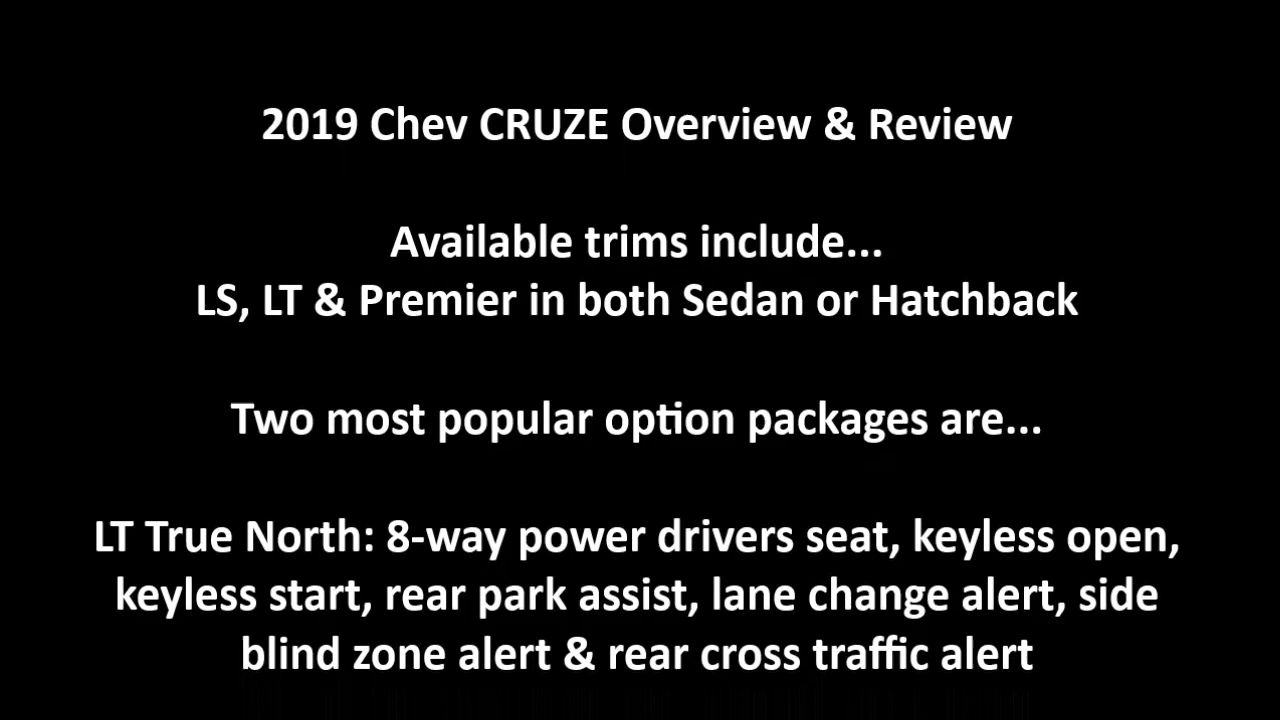 2019 Chev CRUZE Overview & Review
Available trims include...
LS, LT & Premier in both Sedan or Hatchback
Two most popular option packages are...
LT True North: 8-way power drivers seat, keyless open,
keyless start, rear park assist, lane change alert, side
blind zone alert & rear cross traffic alert